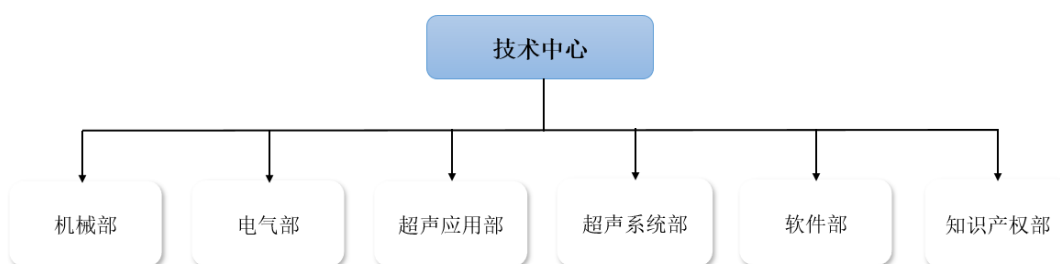 技术中心
机械部
电气部
超声应用部
超声系统部
软件部
知识产权部